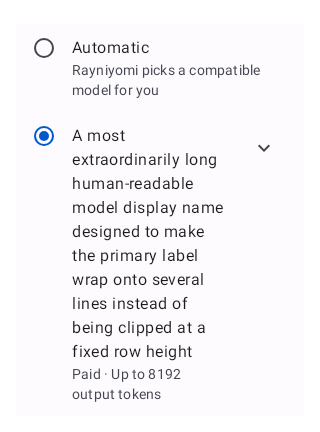 Automatic
Rayniyomi picks a compatible
model for you
A most
extraordinarily long
human-readable
model display name
designed to make
the primary label
wrap onto several
lines instead of
being clipped at a
fixed row height
Paid · Up to 8192
output tokens